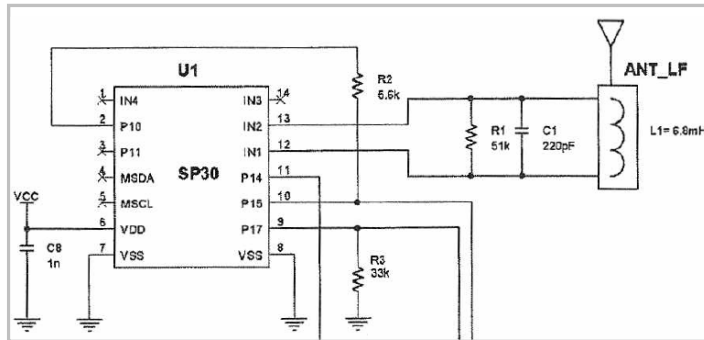 U1
SP30
1 IN4
2 P10
3 P11
4 MSDA
5 MSCL
6 VDD
7 VSS
IN3 14
IN2 13
IN1 12
P14 11
P15 10
P17 9
VSS 8
VCC
C8
1n
R2
5.6k
R3
33k
R1
51k
C1
220pF
ANT_LF
L1= 6.8mH